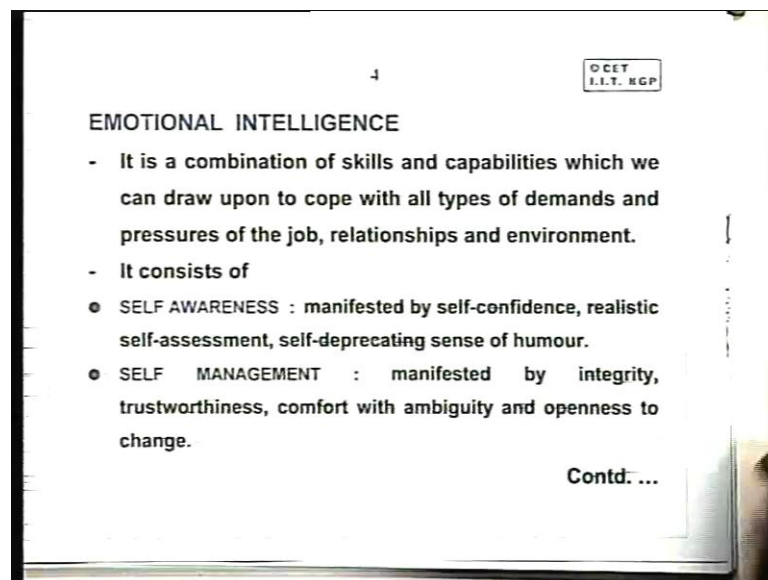 4
© CET
I.I.T. KGP
EMOTIONAL INTELLIGENCE
- It is a combination of skills and capabilities which we
can draw upon to cope with all types of demands and
pressures of the job, relationships and environment.
- It consists of
SELF AWARENESS : manifested by self-confidence, realistic
self-assessment, self-deprecating sense of humour.
SELF MANAGEMENT : manifested by integrity,
trustworthiness, comfort with ambiguity and openness to
change.
Contd. ...